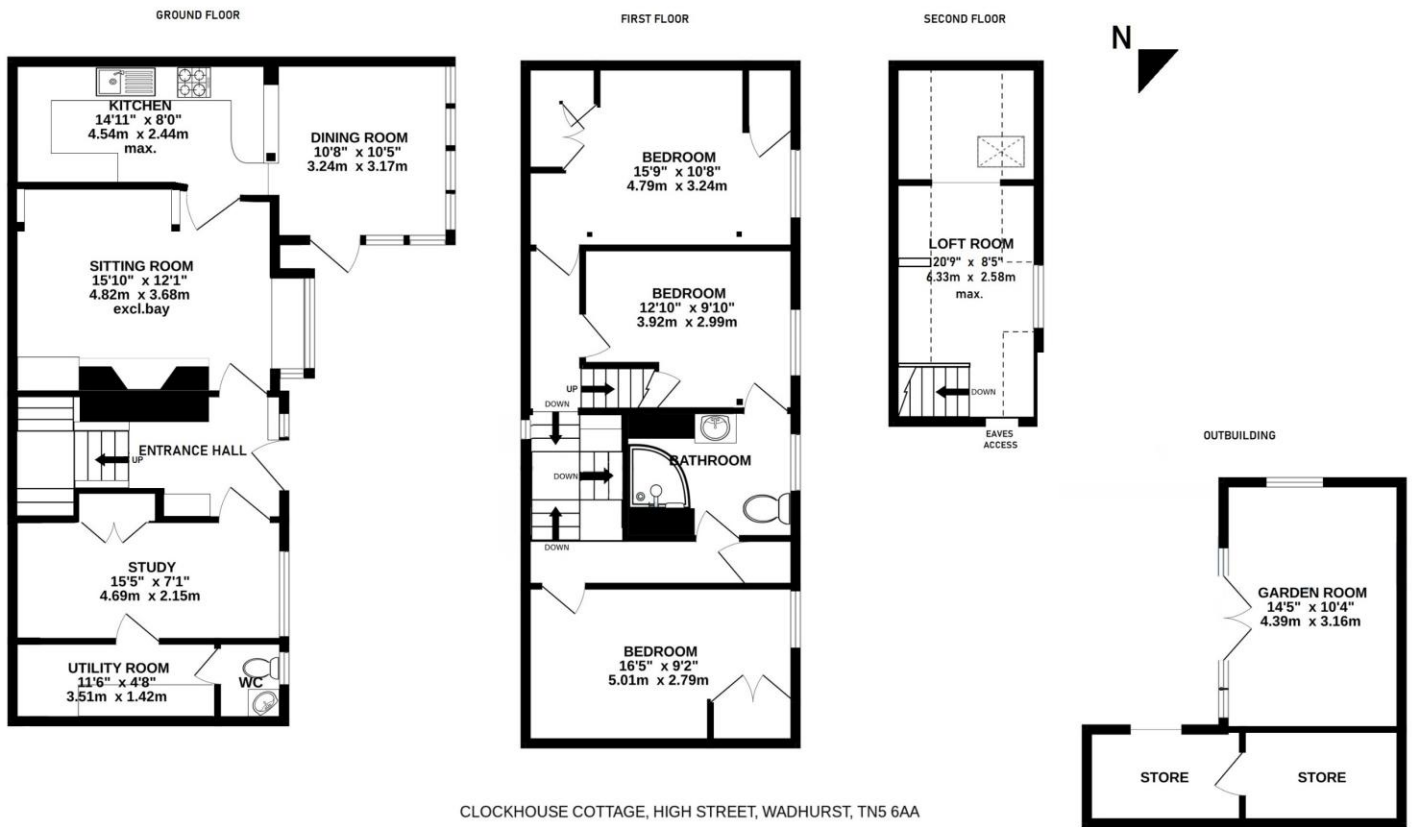 GROUND FLOOR
KITCHEN
14'11" x 8'0"
4.54m x 2.44m
max.
DINING ROOM
10'8" x 10'5"
3.24m x 3.17m
SITTING ROOM
15'10" x 12'1"
4.82m x 3.68m
excl.bay
ENTRANCE HALL
UP
STUDY
15'5" x 7'1"
4.69m x 2.15m
UTILITY ROOM
11'6" x 4'8"
3.51m x 1.42m
WC
FIRST FLOOR
BEDROOM
15'9" x 10'8"
4.79m x 3.24m
BEDROOM
12'10" x 9'10"
3.92m x 2.99m
UP
DOWN
DOWN
DOWN
BATHROOM
BEDROOM
16'5" x 9'2"
5.01m x 2.79m
SECOND FLOOR
LOFT ROOM
20'9" x 8'5"
6.33m x 2.58m
max.
DOWN
EAVES
ACCESS
N
OUTBUILDING
GARDEN ROOM
14'5" x 10'4"
4.39m x 3.16m
STORE
STORE
CLOCKHOUSE COTTAGE, HIGH STREET, WADHURST, TN5 6AA